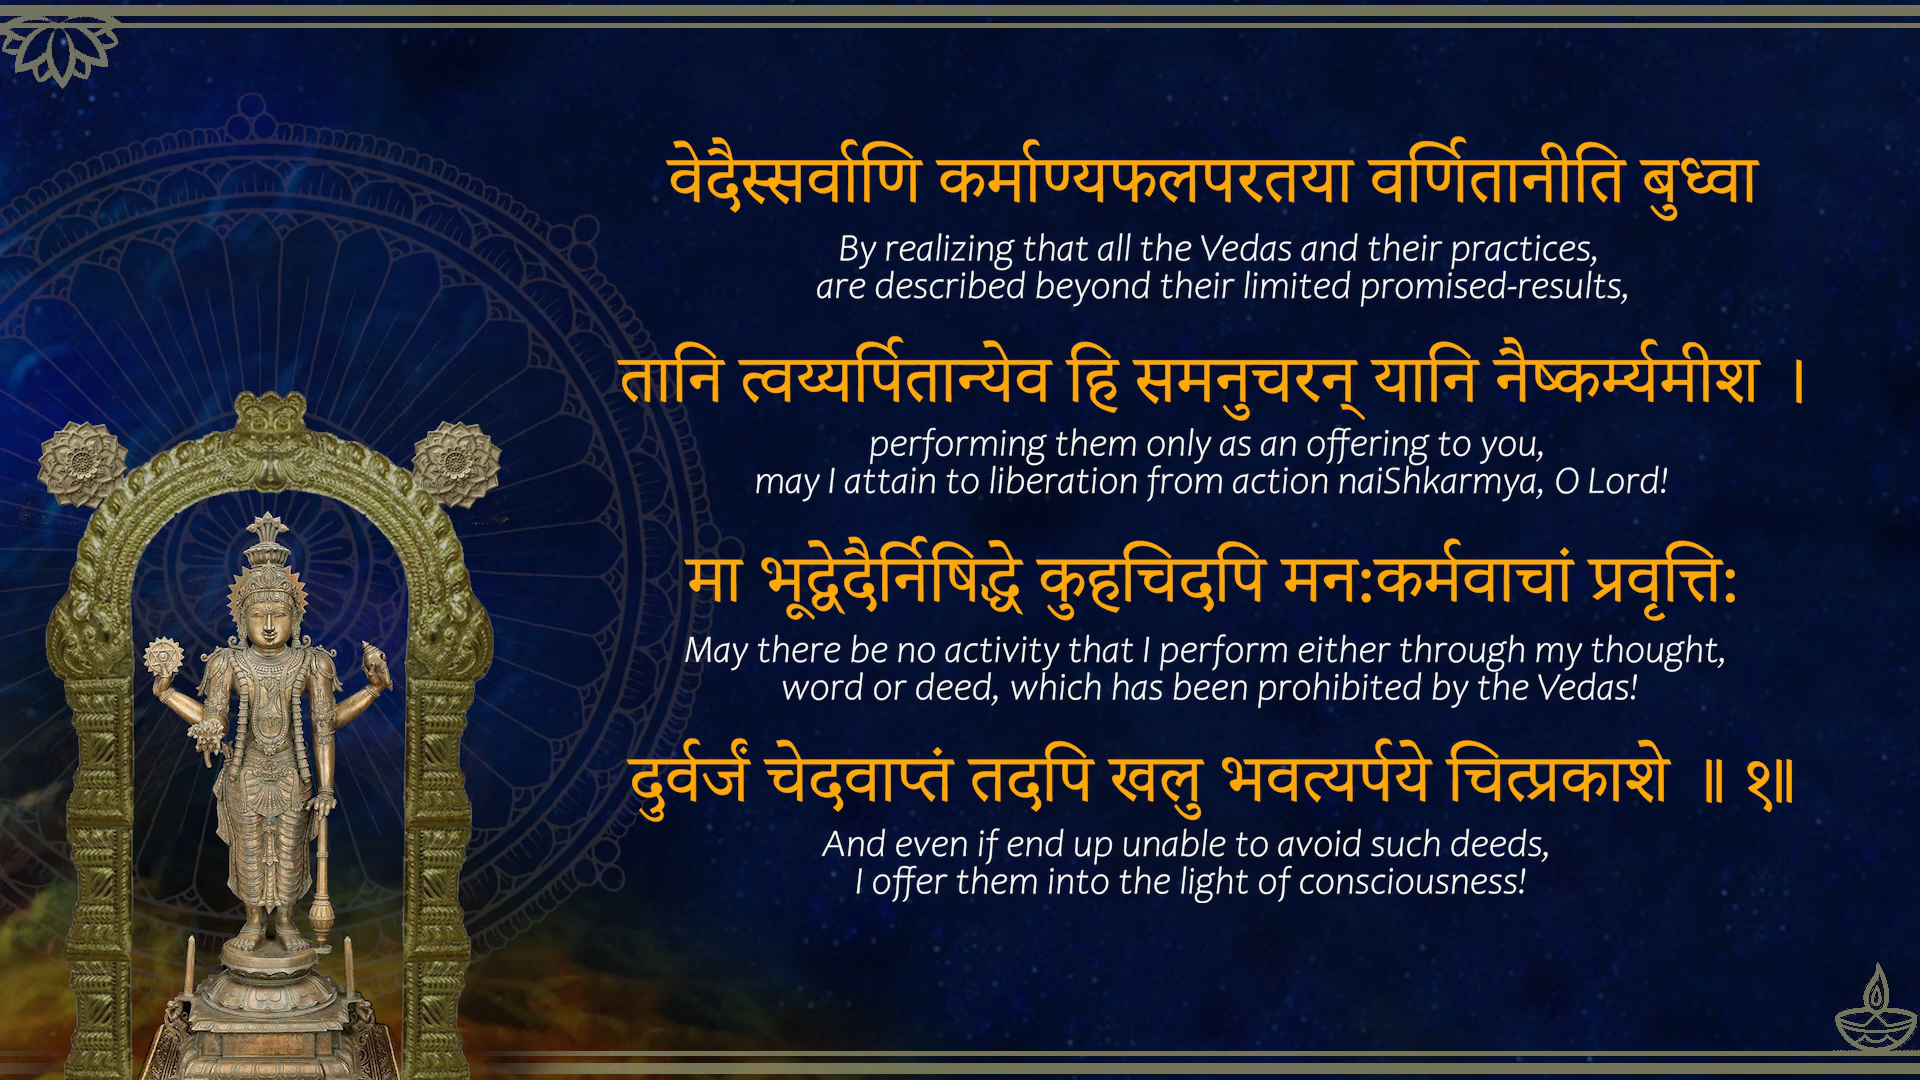 वेदैस्सर्वाणि कर्माण्यफलपरतया वर्णितानीति बुध्वा
By realizing that all the Vedas and their practices,
are described beyond their limited promised-results,
तानि त्वय्यर्पितान्येव हि समनुचरन् यानि नैष्कर्म्यमीश ।
performing them only as an offering to you,
may I attain to liberation from action naiShkarmya, O Lord!
मा भूद्वेदैर्निषिद्धे कुहचिदपि मन:कर्मवाचां प्रवृत्ति:
May there be no activity that I perform either through my thought,
word or deed, which has been prohibited by the Vedas!
दुर्वर्जं चेदवाप्तं तदपि खलु भवत्यर्पये चित्प्रकाशे ॥ १॥
And even if end up unable to avoid such deeds,
I offer them into the light of consciousness!